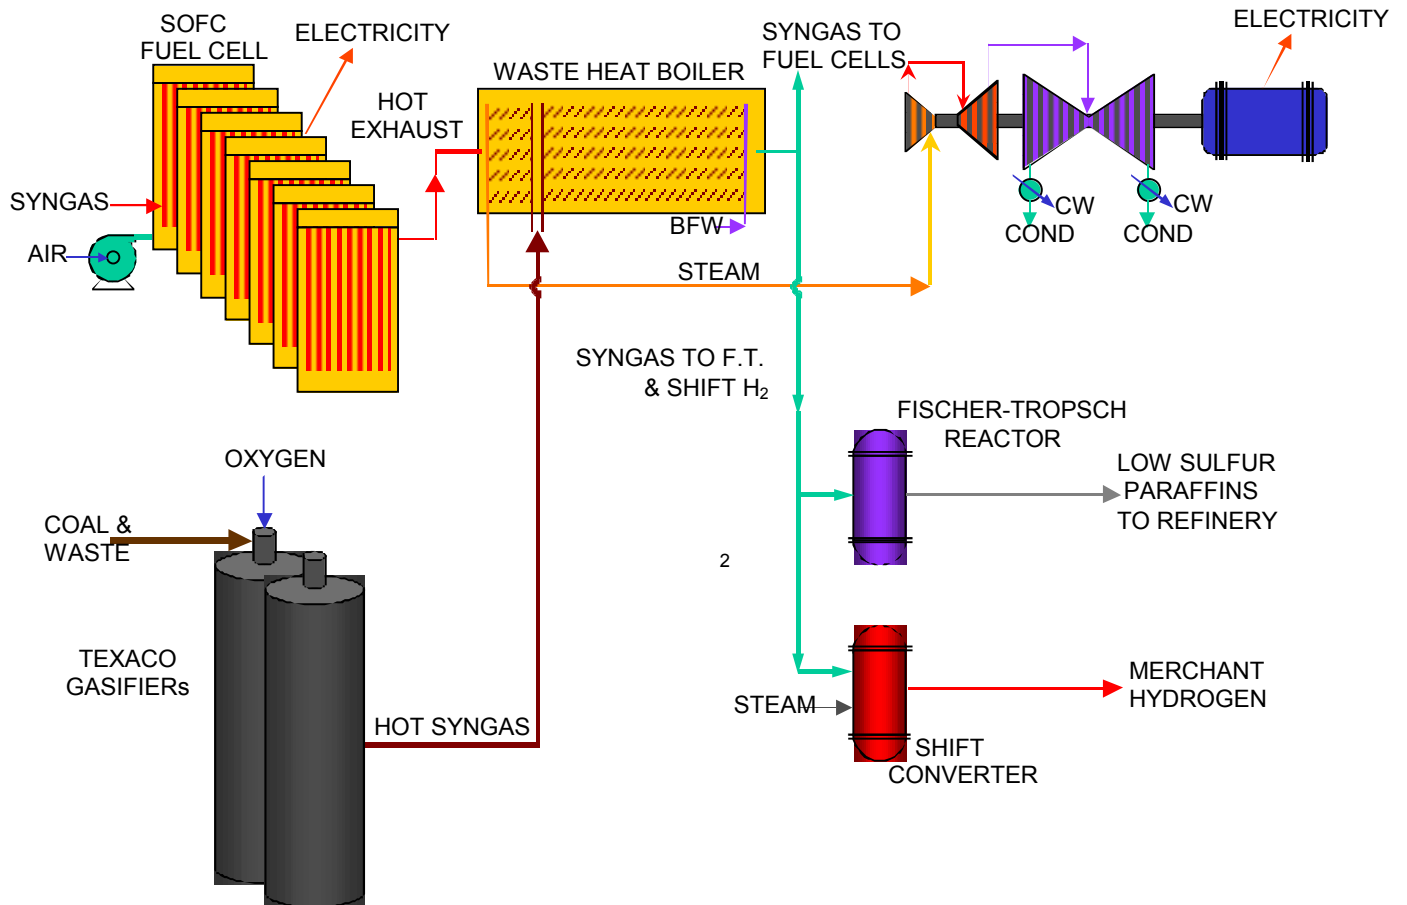 SOFC
FUEL CELL
ELECTRICITY
HOT
EXHAUST
WASTE HEAT BOILER
SYNGAS TO
FUEL CELLS
ELECTRICITY
SYNGAS
AIR
BFW
STEAM
CW
COND
CW
COND
SYNGAS TO F.T.
& SHIFT H₂
FISCHER-TROPSCH
REACTOR
LOW SULFUR
PARAFFINS
TO REFINERY
OXYGEN
COAL &
WASTE
2
TEXACO
GASIFIERs
HOT SYNGAS
STEAM
MERCHANT
HYDROGEN
SHIFT
CONVERTER